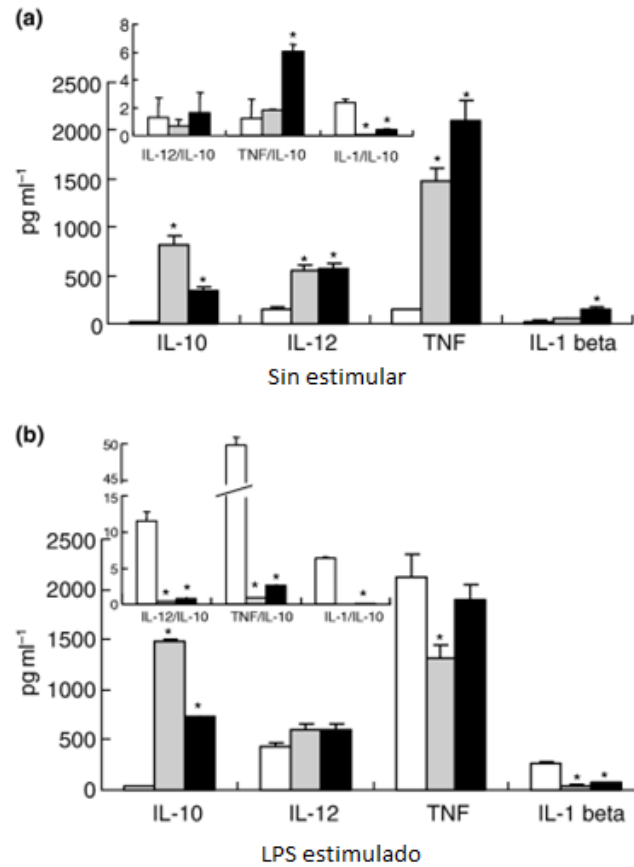 (a)
8
6
4
2
0
* * *
IL-12/IL-10 TNF/IL-10 IL-1/IL-10
2500
2000
1500
1000
500
0
pg ml⁻¹
* * * * * * *
IL-10 IL-12 TNF IL-1 beta
Sin estimular
(b)
50
45
15
10
5
0
* * * * *
IL-12/IL-10 TNF/IL-10 IL-1/IL-10
2500
2000
1500
1000
500
0
pg ml⁻¹
* * * * *
IL-10 IL-12 TNF IL-1 beta
LPS estimulado